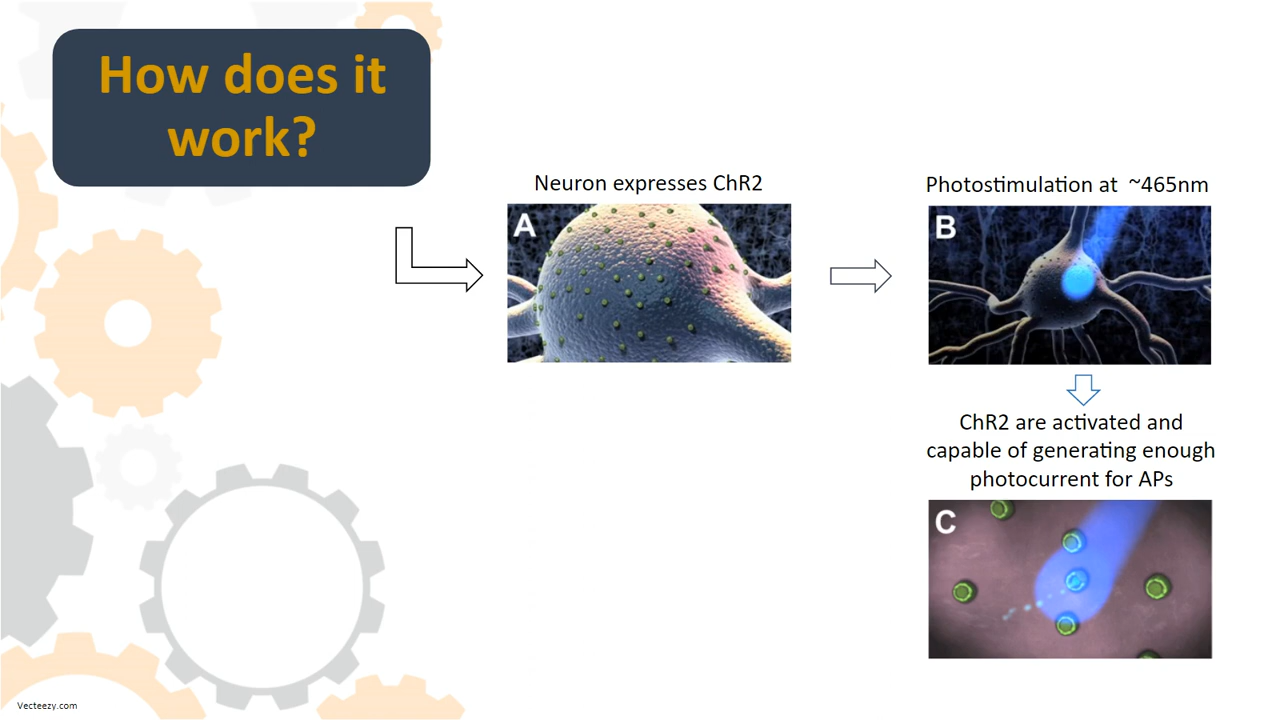 How does it
work?
Neuron expresses ChR2
A
Photostimulation at ~465nm
B
ChR2 are activated and
capable of generating enough
photocurrent for APs
C
Vecteezy.com